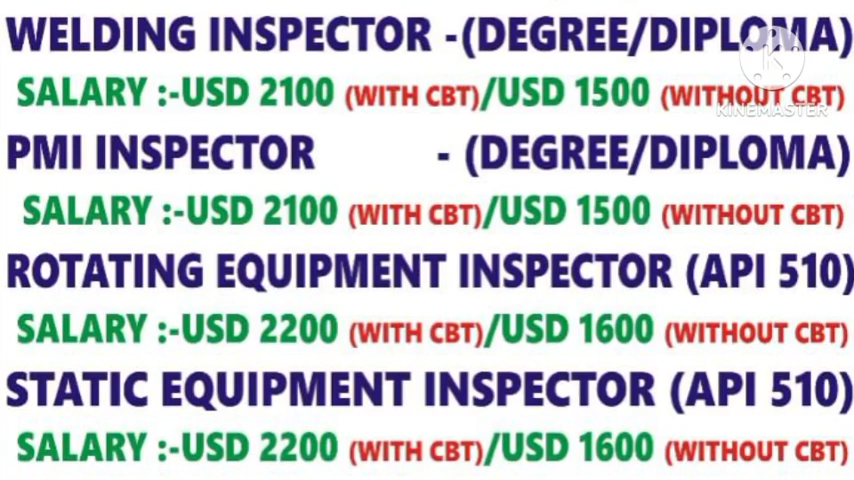 WELDING INSPECTOR -(DEGREE/DIPLOMA)
SALARY :-USD 2100 (WITH CBT)/USD 1500 (WITHOUT CBT)
KINEMASTER
PMI INSPECTOR - (DEGREE/DIPLOMA)
SALARY :-USD 2100 (WITH CBT)/USD 1500 (WITHOUT CBT)
ROTATING EQUIPMENT INSPECTOR (API 510)
SALARY :-USD 2200 (WITH CBT)/USD 1600 (WITHOUT CBT)
STATIC EQUIPMENT INSPECTOR (API 510)
SALARY :-USD 2200 (WITH CBT)/USD 1600 (WITHOUT CBT)